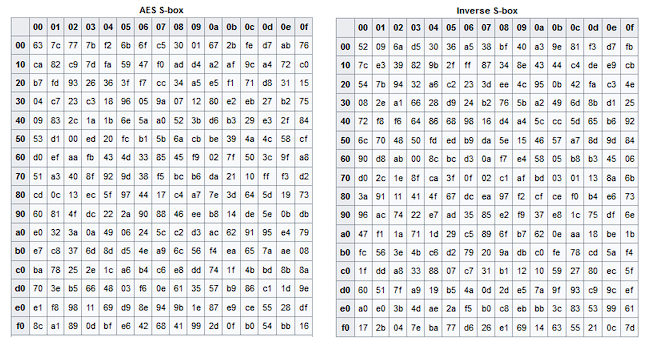 AES S-box
00 01 02 03 04 05 06 07 08 09 0a 0b 0c 0d 0e 0f
00 63 7c 77 7b f2 6b 6f c5 30 01 67 2b fe d7 ab 76
10 ca 82 c9 7d fa 59 47 f0 ad d4 a2 af 9c a4 72 c0
20 b7 fd 93 26 36 3f f7 cc 34 a5 e5 f1 71 d8 31 15
30 04 c7 23 c3 18 96 05 9a 07 12 80 e2 eb 27 b2 75
40 09 83 2c 1a 1b 6e 5a a0 52 3b d6 b3 29 e3 2f 84
50 53 d1 00 ed 20 fc b1 5b 6a cb be 39 4a 4c 58 cf
60 d0 ef aa fb 43 4d 33 85 45 f9 02 7f 50 3c 9f a8
70 51 a3 40 8f 92 9d 38 f5 bc b6 da 21 10 ff f3 d2
80 cd 0c 13 ec 5f 97 44 17 c4 a7 7e 3d 64 5d 19 73
90 60 81 4f dc 22 2a 90 88 46 ee b8 14 de 5e 0b db
a0 e0 32 3a 0a 49 06 24 5c c2 d3 ac 62 91 95 e4 79
b0 e7 c8 37 6d 8d d5 4e a9 6c 56 f4 ea 65 7a ae 08
c0 ba 78 25 2e 1c a6 b4 c6 e8 dd 74 1f 4b bd 8b 8a
d0 70 3e b5 66 48 03 f6 0e 61 35 57 b9 86 c1 1d 9e
e0 e1 f8 98 11 69 d9 8e 94 9b 1e 87 e9 ce 55 28 df
f0 8c a1 89 0d bf e6 42 68 41 99 2d 0f b0 54 bb 16
Inverse S-box
00 01 02 03 04 05 06 07 08 09 0a 0b 0c 0d 0e 0f
00 52 09 6a d5 30 36 a5 38 bf 40 a3 9e 81 f3 d7 fb
10 7c e3 39 82 9b 2f ff 87 34 8e 43 44 c4 de e9 cb
20 54 7b 94 32 a6 c2 23 3d ee 4c 95 0b 42 fa c3 4e
30 08 2e a1 66 28 d9 24 b2 76 5b a2 49 6d 8b d1 25
40 72 f8 f6 64 86 68 98 16 d4 a4 5c cc 5d 65 b6 92
50 6c 70 48 50 fd ed b9 da 5e 15 46 57 a7 8d 9d 84
60 90 d8 ab 00 8c bc d3 0a f7 e4 58 05 b8 b3 45 06
70 d0 2c 1e 8f ca 3f 0f 02 c1 af bd 03 01 13 8a 6b
80 3a 91 11 41 4f 67 dc ea 97 f2 cf ce f0 b4 e6 73
90 96 ac 74 22 e7 ad 35 85 e2 f9 37 e8 1c 75 df 6e
a0 47 f1 1a 71 1d 29 c5 89 6f b7 62 0e aa 18 be 1b
b0 fc 56 3e 4b c6 d2 79 20 9a db c0 fe 78 cd 5a f4
c0 1f dd a8 33 88 07 c7 31 b1 12 10 59 27 80 ec 5f
d0 60 51 7f a9 19 b5 4a 0d 2d e5 7a 9f 93 c9 9c ef
e0 a0 e0 3b 4d ae 2a f5 b0 c8 eb bb 3c 83 53 99 61
f0 17 2b 04 7e ba 77 d6 26 e1 69 14 63 55 21 0c 7d